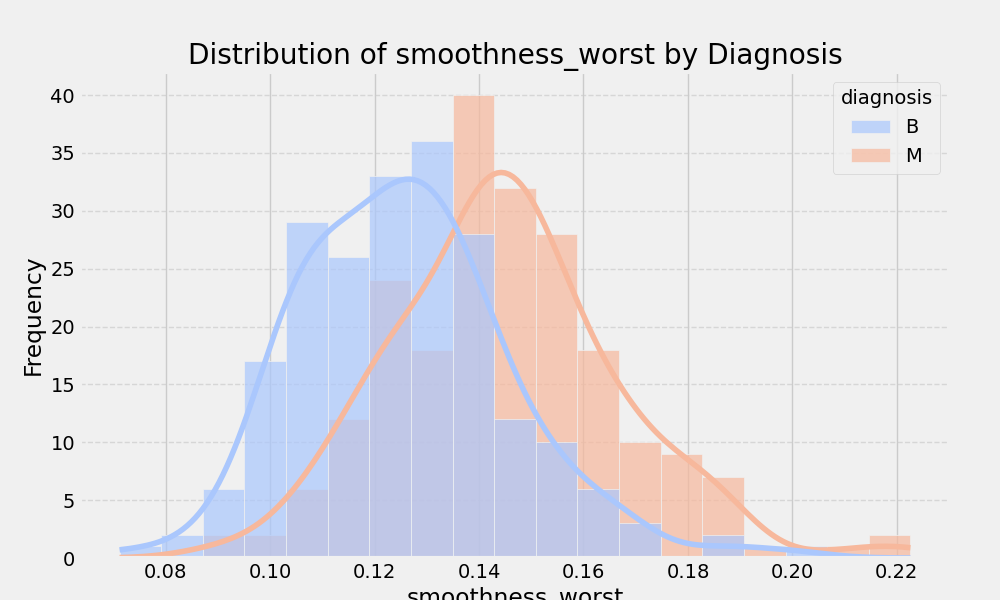 Distribution of smoothness_worst by Diagnosis
diagnosis
B
M
Frequency
40
35
30
25
20
15
10
5
0
0.08 0.10 0.12 0.14 0.16 0.18 0.20 0.22
smoothness_worst